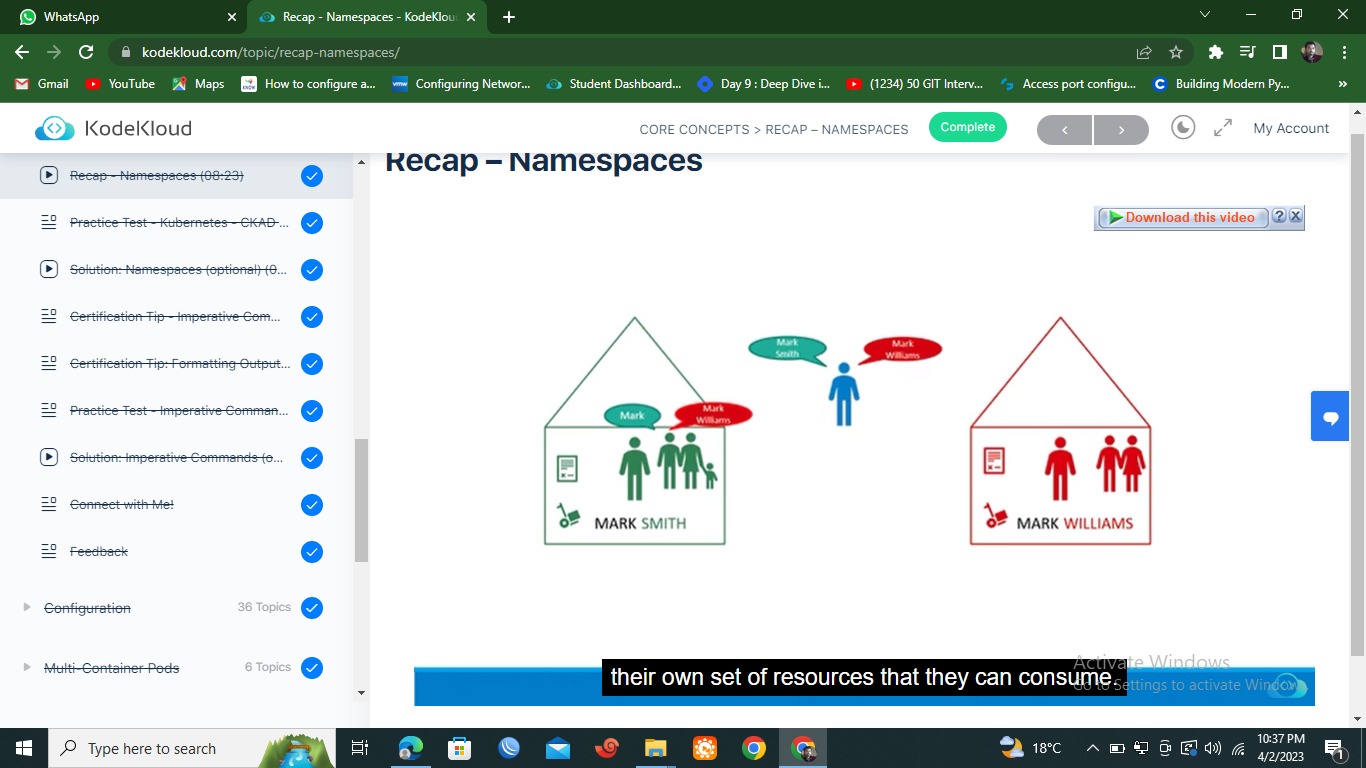 WhatsApp
Recap - Namespaces - KodeKlou
kodekloud.com/topic/recap-namespaces/
Gmail
YouTube
Maps
How to configure a...
Configuring Networ...
Student Dashboard...
Day 9 : Deep Dive i...
(1234) 50 GIT Interv...
Access port configu...
Building Modern Py...
KodeKloud
CORE CONCEPTS > RECAP – NAMESPACES
Complete
My Account
Recap - Namespaces (08:23)
Practice Test - Kubernetes - CKAD ...
Solution: Namespaces (optional) (0...
Certification Tip - Imperative Com...
Certification Tip: Formatting Output...
Practice Test - Imperative Comman...
Solution: Imperative Commands (o...
Connect with Me!
Feedback
Configuration
36 Topics
Multi-Container Pods
6 Topics
Recap – Namespaces
Download this video
Mark
Smith
Mark
Williams
Mark
Mark
Williams
MARK SMITH
MARK WILLIAMS
their own set of resources that they can consume.
Activate Windows
Go to Settings to activate Windows.
Type here to search
18°C
10:37 PM
4/2/2023
1